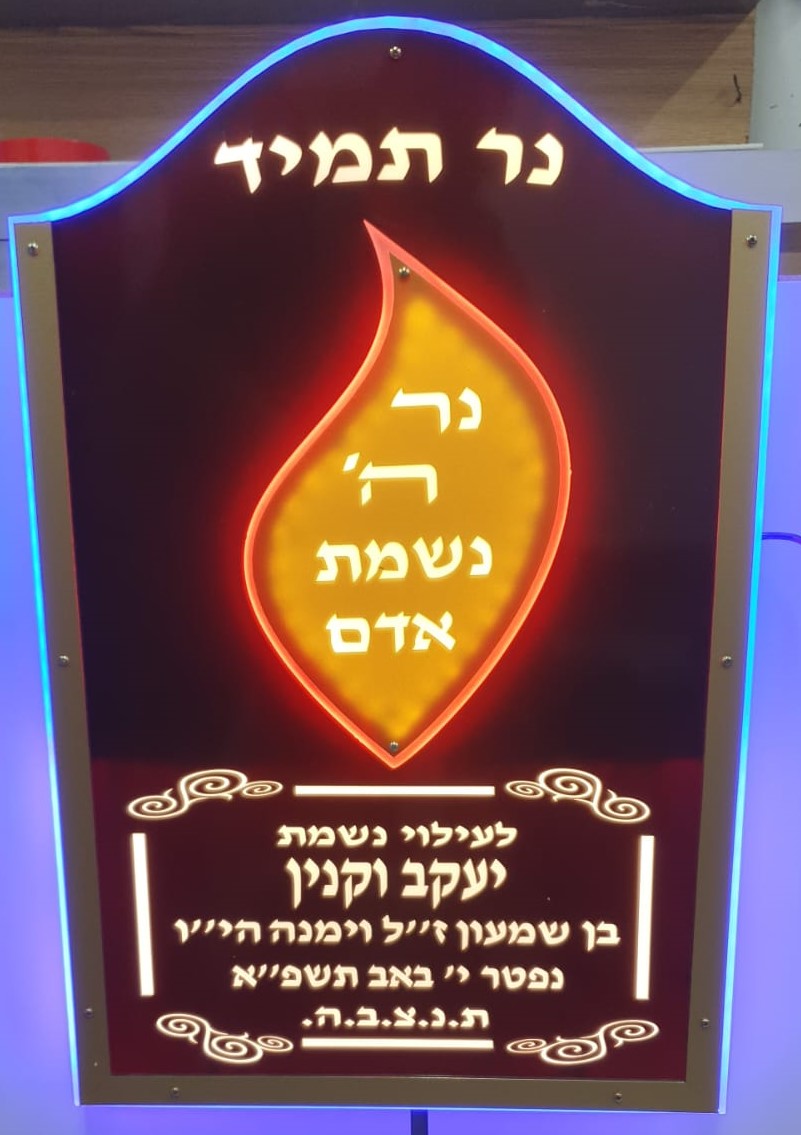 נר תמיד
נר
ה'
נשמת
אדם
לעילוי נשמת
יעקב וקנין
בן שמעון ז''ל וימנה הי''ו
נפטר י' באב תשפ''א
ת.נ.צ.ב.ה.